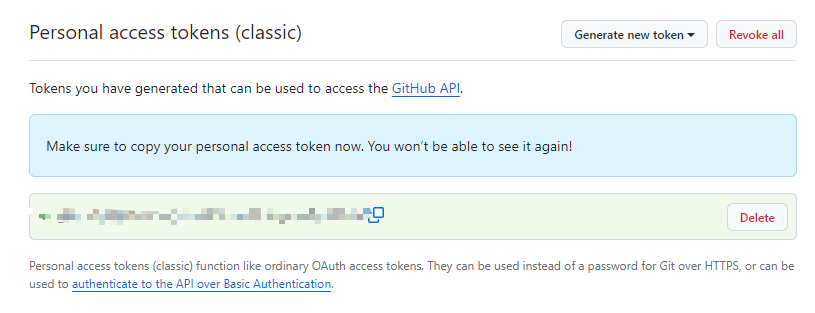 Personal access tokens (classic)
Generate new token
Revoke all
Tokens you have generated that can be used to access the GitHub API.
Make sure to copy your personal access token now. You won’t be able to see it again!
Delete
Personal access tokens (classic) function like ordinary OAuth access tokens. They can be used instead of a password for Git over HTTPS, or can be
used to authenticate to the API over Basic Authentication.